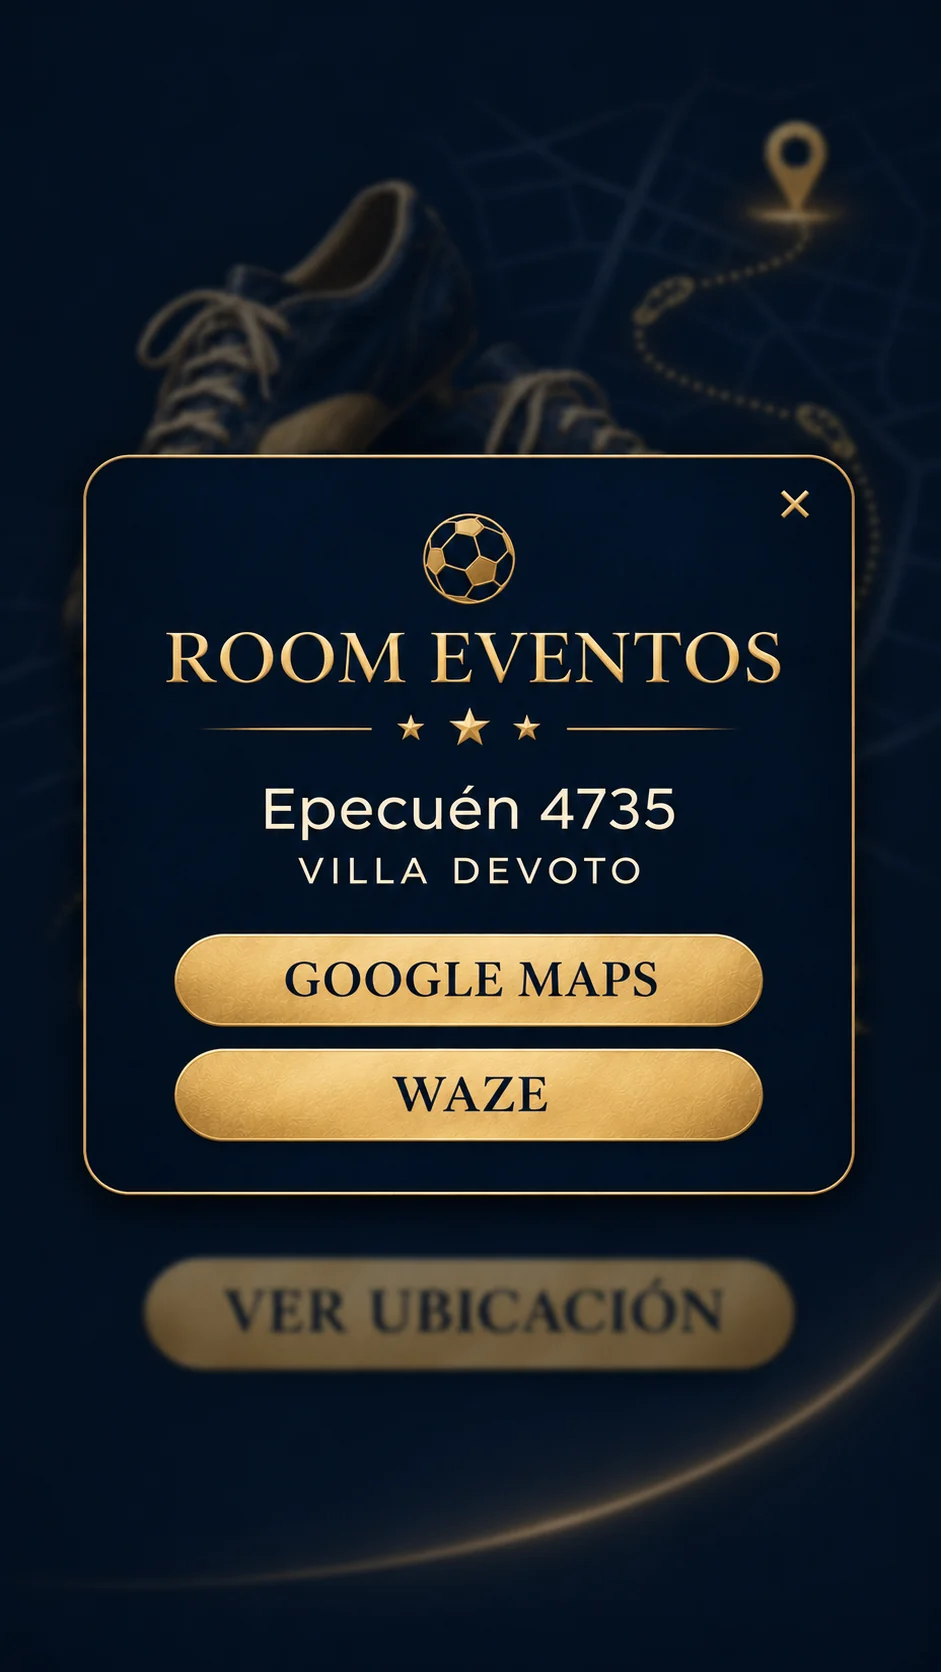 ROOM EVENTOS
Epecuén 4735
VILLA DEVOTO
GOOGLE MAPS
WAZE
VER UBICACIÓN